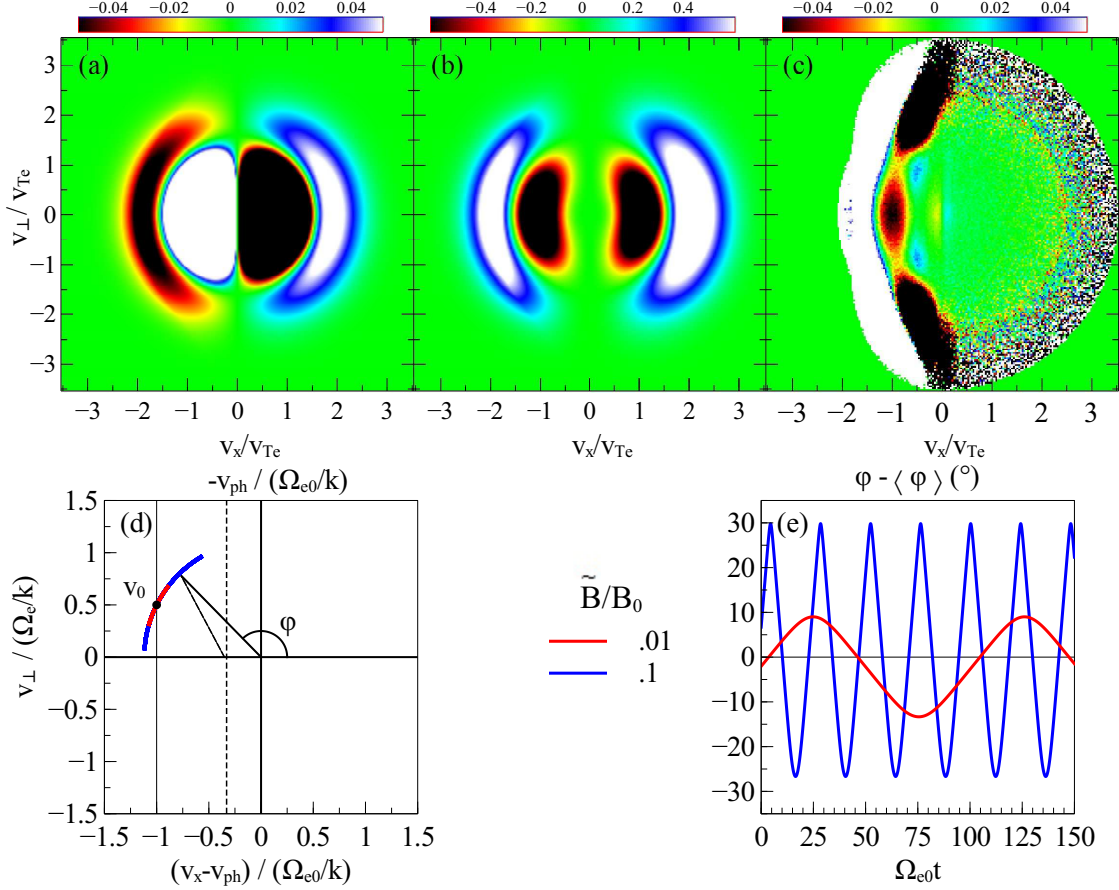 −0.04 −0.02 0 0.02 0.04
−0.4 −0.2 0 0.2 0.4
−0.04 −0.02 0 0.02 0.04
(a)
(b)
(c)
3
2
1
0
−1
−2
−3
v⊥/ vTe
−3 −2 −1 0 1 2 3
−3 −2 −1 0 1 2 3
−3 −2 −1 0 1 2 3
vx/vTe
vx/vTe
vx/vTe
-vph / (Ωe0/k)
(d)
1.5
1
0.5
0
−0.5
−1
−1.5
v⊥ / (Ωe/k)
v0
φ
−1.5 −1 −0.5 0 0.5 1 1.5
(vx-vph) / (Ωe0/k)
B̃/B0
.01
.1
φ - ⟨ φ ⟩ (°)
(e)
30
20
10
0
−10
−20
−30
0 25 50 75 100 125 150
Ωe0t